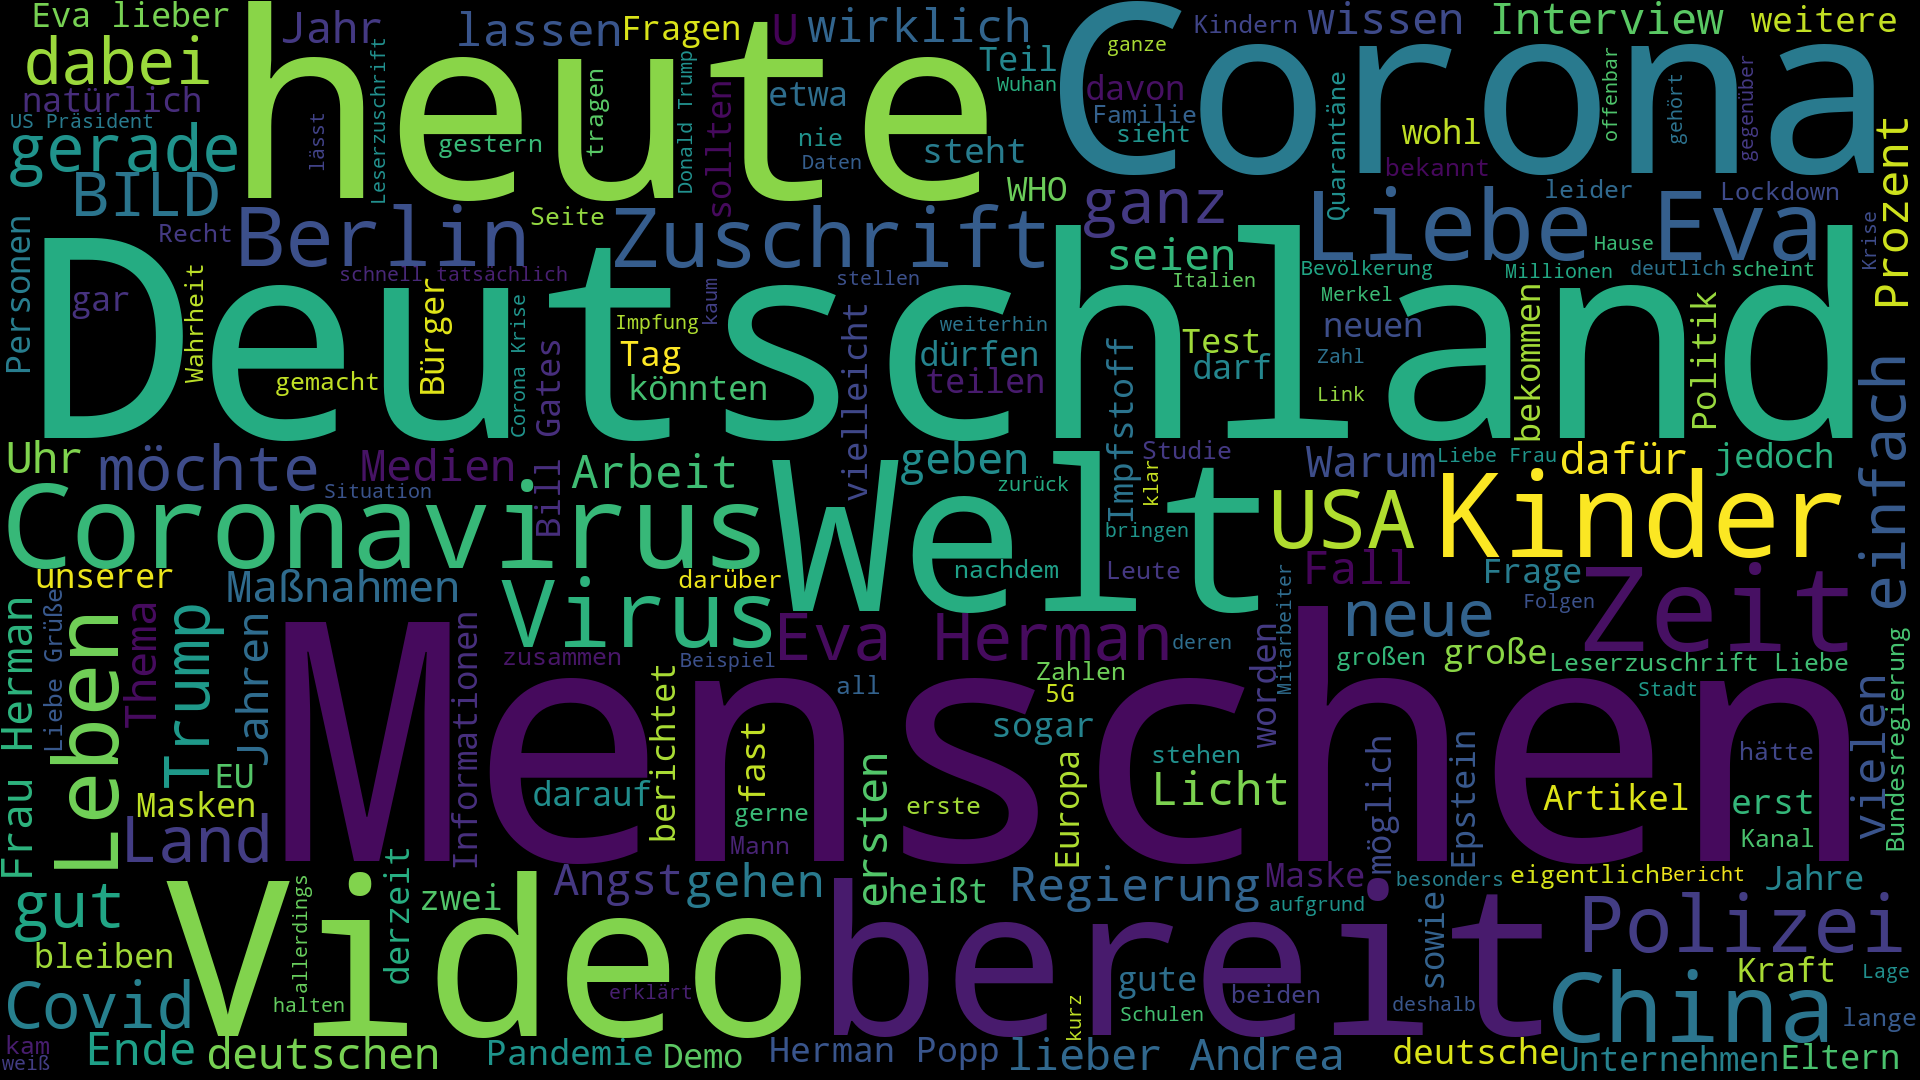 Eva lieber
Jahr
lassen
Fragen
U
wirklich
Kindern
wissen
Interview
weitere
dabei
heute
Corona
ganze
Teil
Wuhan
natürlich
US Präsident
gerade
lässt
Leserzuschrift
gestern
tragen
Donald Trump
sollten
etwa
nie
Daten
steht
davon
Familie
sieht
Quarantäne
wohl
bekannt
offenbar
gehört
gegenüber
Prozent
BILD
WHO
ganz
leider
Lockdown
Personen
Recht
Berlin
Seite
Zuschrift
seien
Liebe Eva
Hause
Krise
schnell
tatsächlich
stellen
Italien
Bevölkerung
Millionen
deutlich
scheint
Deutschland
gar
Wahrheit
gemacht
Bürger
Corona Krise
Bill Gates
Impfung
kaum
Tag
könnten
vielleicht
weiterhin
dürfen
teilen
Impfstoff
Test
darf
Merkel
neuen
Zahl
Link
bekommen
Politik
einfach
Uhr
möchte
Medien
Situation
Arbeit
geben
zurück
Studie
klar
Warum
Liebe Frau
dafür
jedoch
Coronavirus
Welt
bringen
USA
Kinder
unserer
Maßnahmen
Virus
darüber
nachdem
Leute
Fall
Frage
Folgen
Zeit
Frau Herman
Liebe Grüße
Leben
Thema
Trump
Jahren
Menschen
Informationen
zusammen
Eva Herman
Beispiel
deren
worden
Mitarbeiter
neue
großen
große
Leserzuschrift Liebe
Bundesregierung
berichtet
all
Zahlen
5G
Stadt
EU
Masken
Land
darauf
fast
gerne
Mann
ersten
sogar
erste
Europa
stehen
Licht
möglich
Epstein
Artikel
hätte
erst
Kanal
vielen
gut
allerdings
derzeit
zwei
Angst
gehen
heißt
Regierung
Maske
aufgrund
besonders
eigentlich
Bericht
Jahre
bleiben
Video
bereit
sowie
Polizei
Covid
halten
erklärt
kurz
gute
Schulen
beiden
deshalb
China
Kraft
Lage
lange
kam
weiß
Ende
deutschen
Pandemie
Demo
Herman Popp
lieber Andrea
deutsche
Unternehmen
Eltern